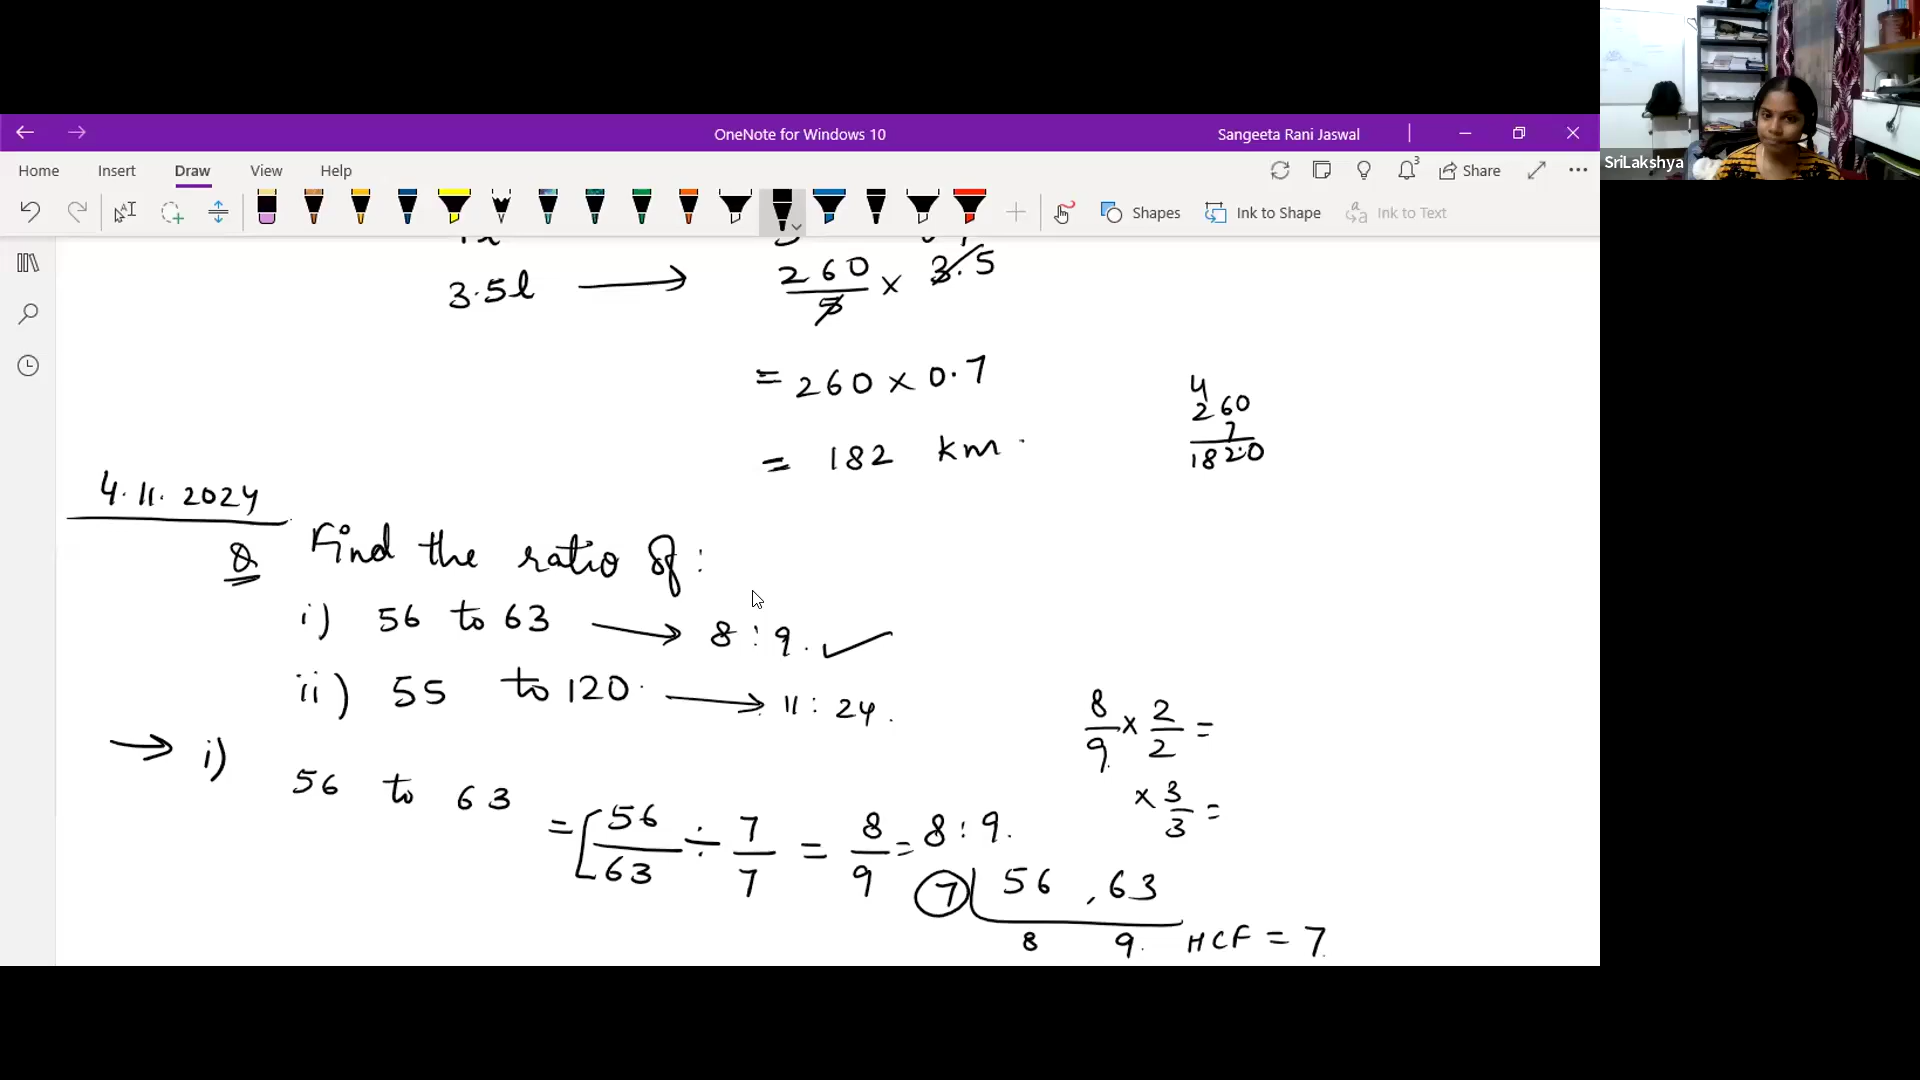 OneNote for Windows 10
Sangeeta Rani Jaswal
SriLakshya
Home Insert Draw View Help
3
Share
Shapes Ink to Shape Ink to Text
3.5l → 260/5 × 3.5
= 260 × 0.7
4
260
7
1820
= 182 km.
4.11.2024
Q Find the ratio of:
i) 56 to 63 → 8 : 9. ✓
ii) 55 to 120. → 11 : 24.
8/9 × 2/2 =
× 3/3 =
→ i)
56 to 63
= [56/63 ÷ 7/7 = 8/9 = 8 : 9.
7 | 56 , 63
8 9. HCF = 7.